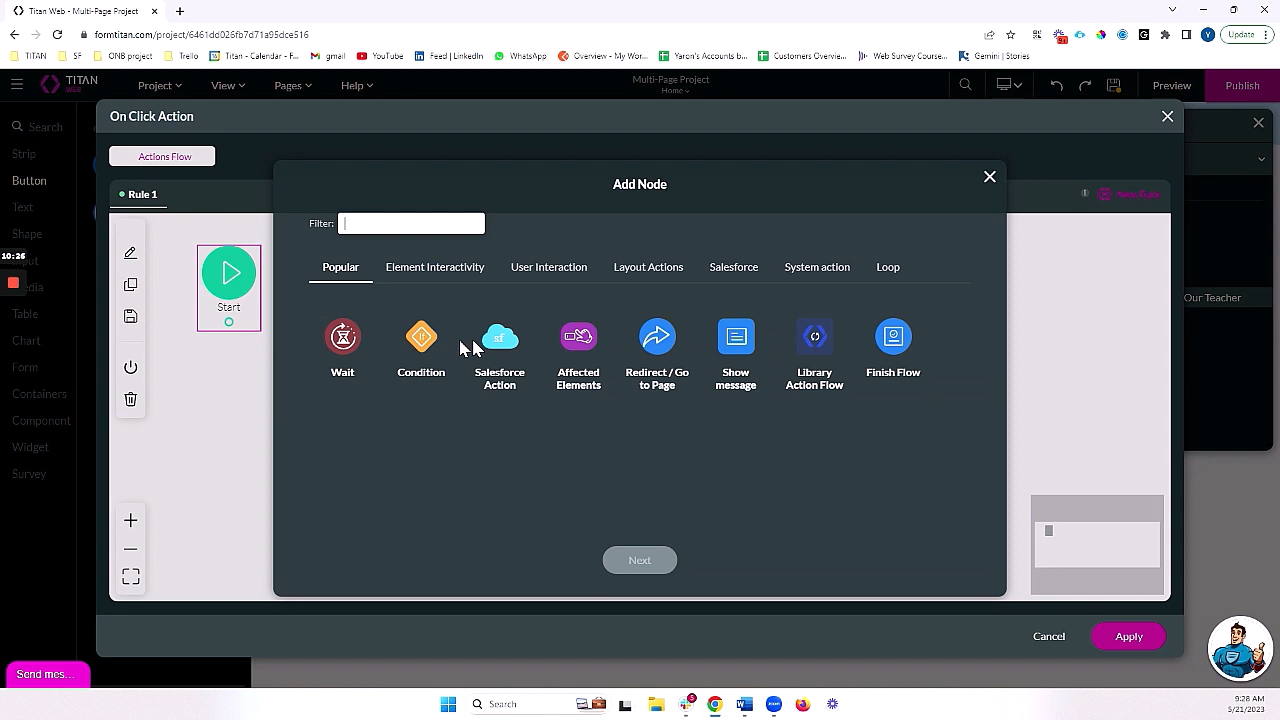 Titan Web - Multi-Page Project
formtitan.com/project/6461dd026fb7d71a95dce516
Update
TITAN
SF
ONB project
Trello
Titan - Calendar - F...
gmail
YouTube
Feed | LinkedIn
WhatsApp
Overview - My Wor...
Yaron's Accounts b...
Customers Overvie...
Web Survey Course...
Gemini | Stories
TITAN
WEB
Project
View
Pages
Help
Multi-Page Project
Home
Preview
Publish
On Click Action
Search
Strip
Button
Text
Shape
Table
Chart
Form
Containers
Component
Widget
Survey
10:26
Actions Flow
Rule 1
Start
Add Node
Filter:
Popular
Element Interactivity
User Interaction
Layout Actions
Salesforce
System action
Loop
Wait
Condition
sf
Salesforce
Action
Affected
Elements
Redirect / Go
to Page
Show
message
Library
Action Flow
Finish Flow
Next
Our Teacher
Cancel
Apply
Send mes...
Search
5
9:28 AM
5/21/2023